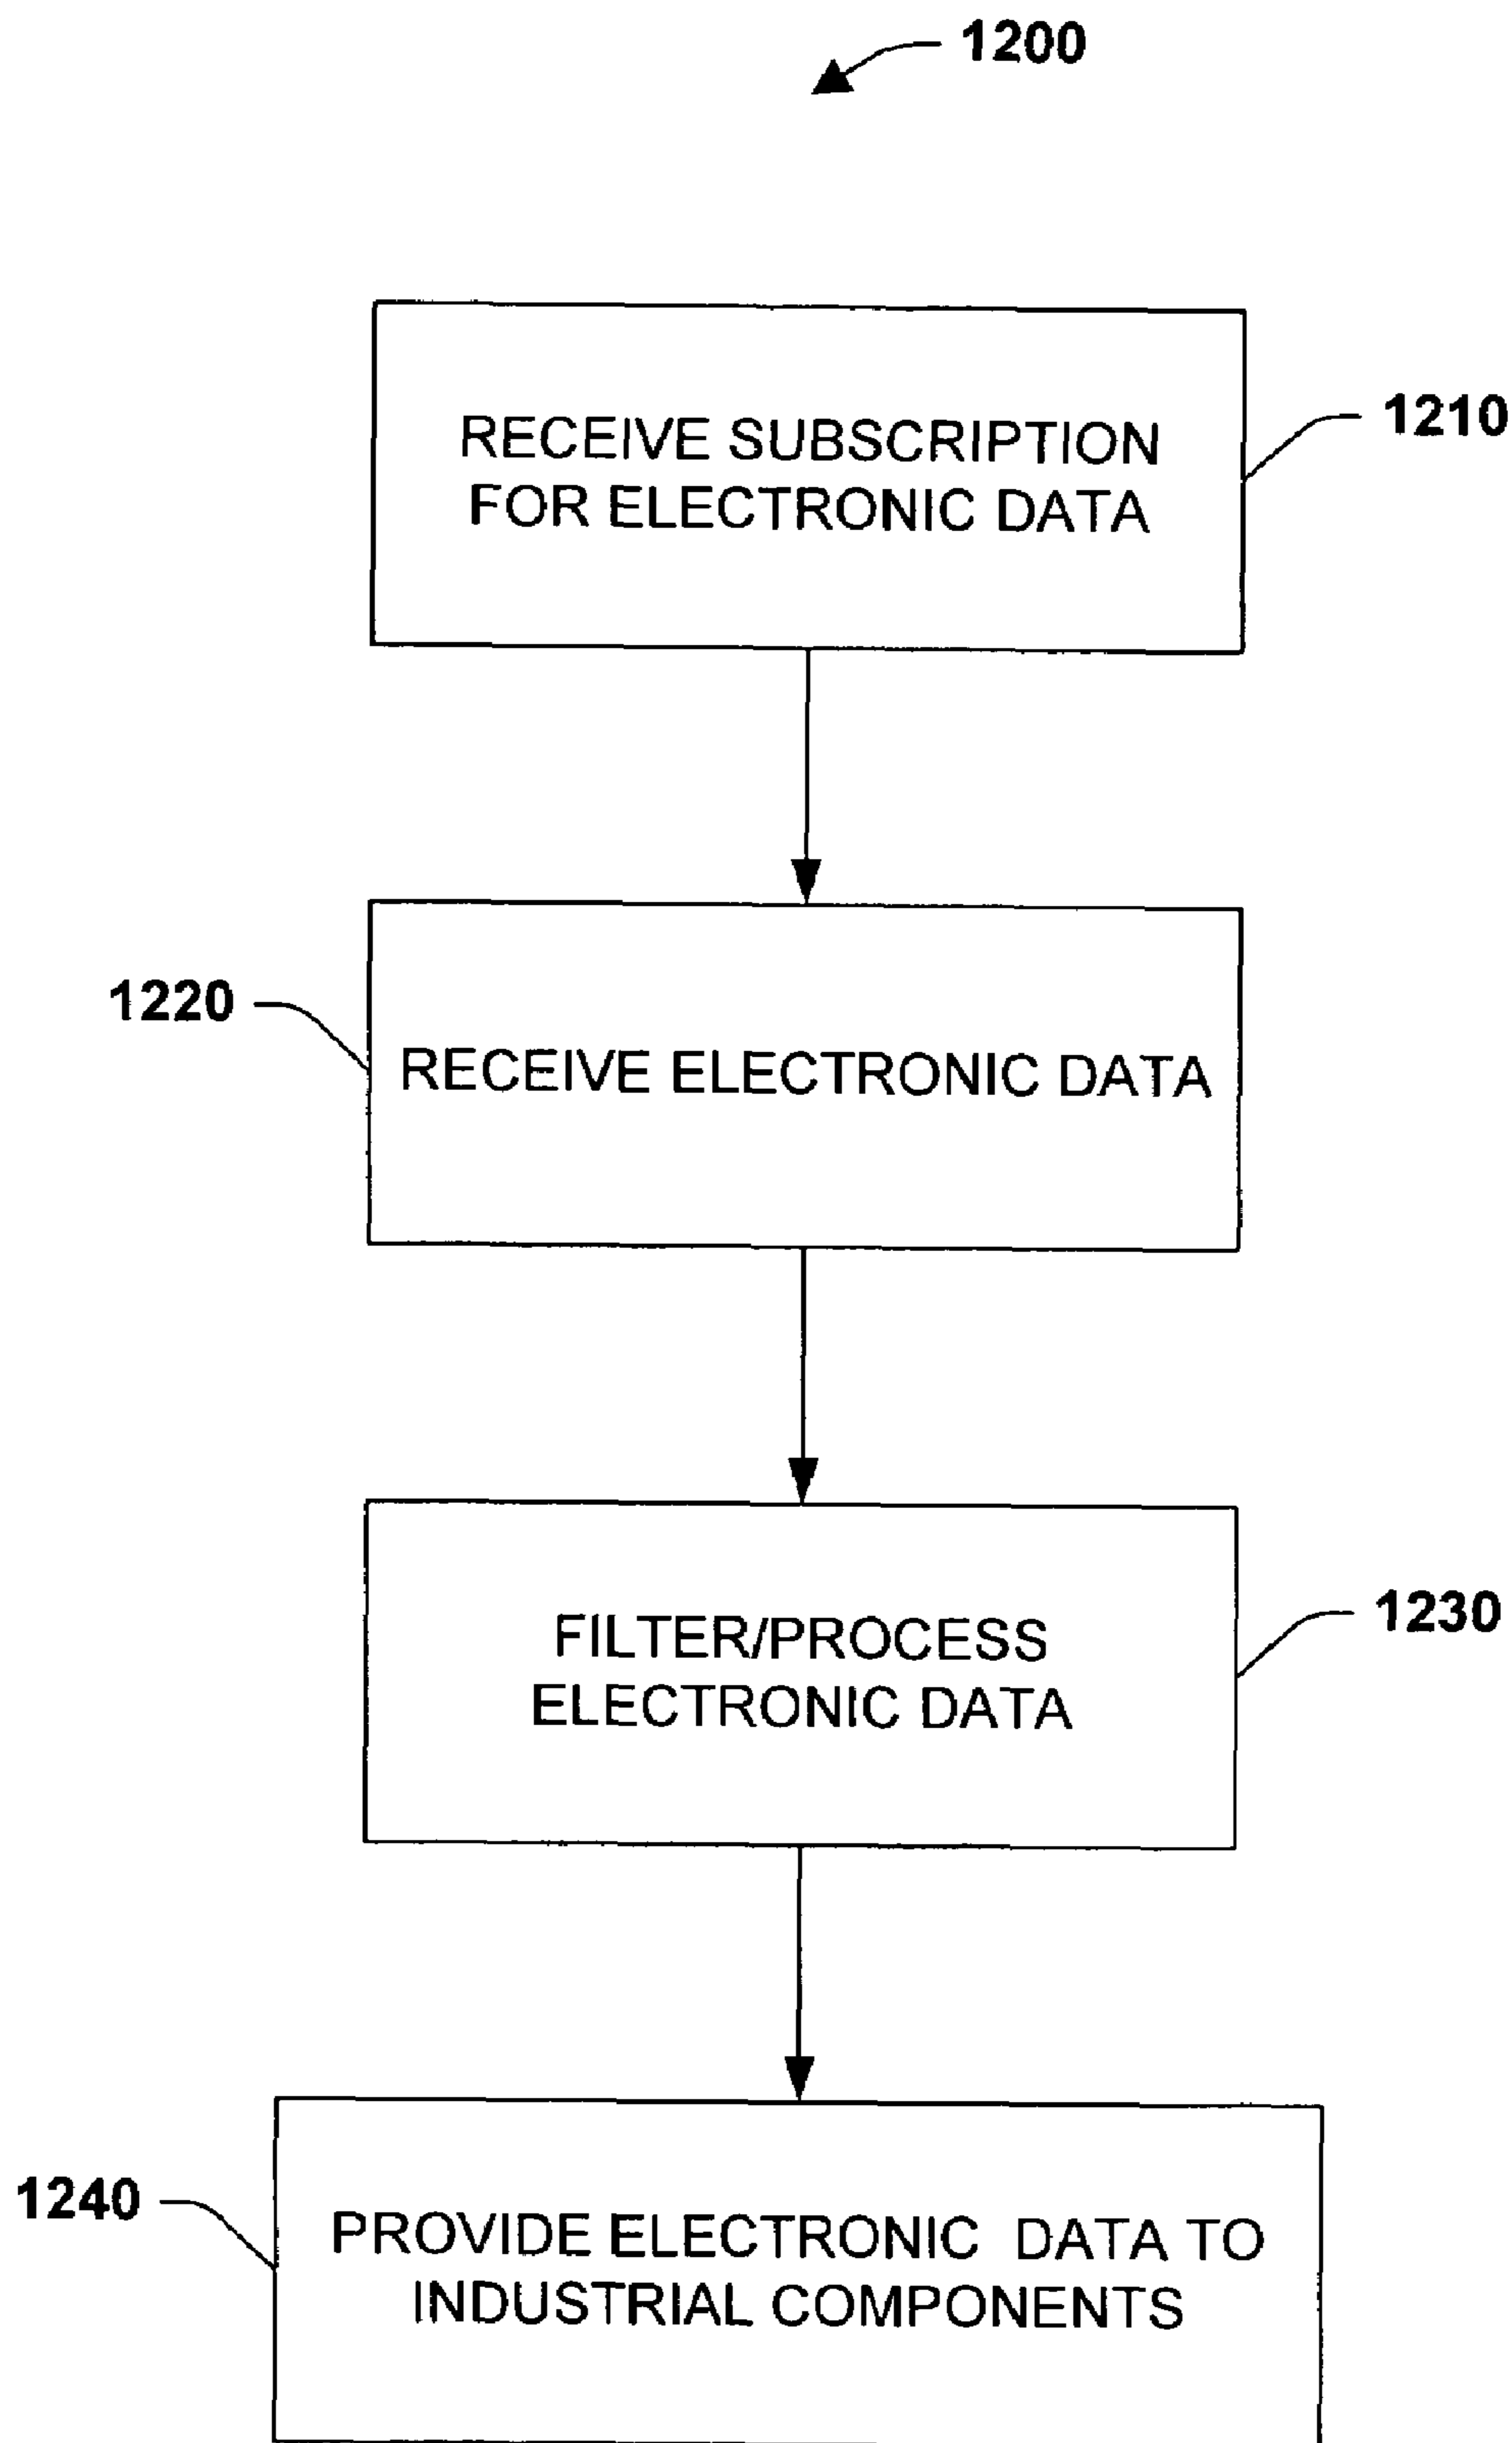 1200
RECEIVE SUBSCRIPTION
FOR ELECTRONIC DATA
1210
1220
RECEIVE ELECTRONIC DATA
FILTER/PROCESS
ELECTRONIC DATA
1230
1240
PROVIDE ELECTRONIC DATA TO
INDUSTRIAL COMPONENTS